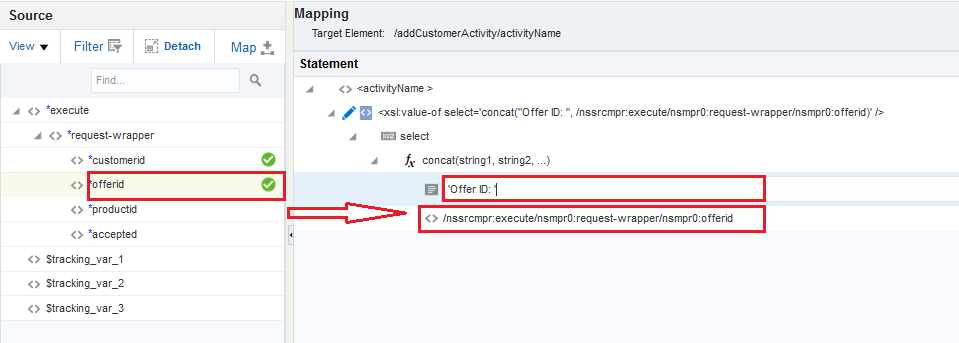 Source
View Filter Detach Map
Find...
*execute
*request-wrapper
*customerid
*offerid
*productid
*accepted
$tracking_var_1
$tracking_var_2
$tracking_var_3
Mapping
Target Element: /addCustomerActivity/activityName
Statement
<> <activityName >
<> <xsl:value-of select='concat("Offer ID: ", /nssrcmpr:execute/nsmpr0:request-wrapper/nsmpr0:offerid)' />
select
fx concat(string1, string2, ...)
'Offer ID: '
<> /nssrcmpr:execute/nsmpr0:request-wrapper/nsmpr0:offerid